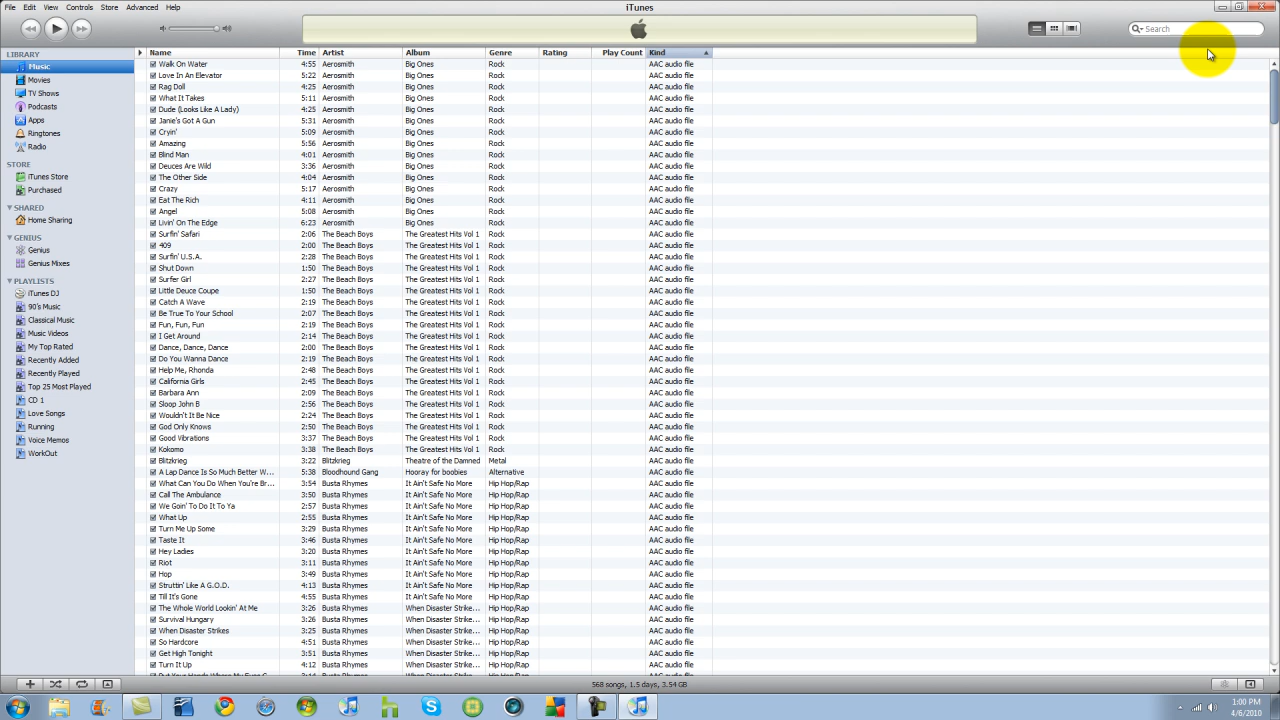 iTunes
File Edit View Controls Store Advanced Help
Search
LIBRARY
Music
Movies
TV Shows
Podcasts
Apps
Ringtones
Radio
STORE
iTunes Store
Purchased
SHARED
Home Sharing
GENIUS
Genius
Genius Mixes
PLAYLISTS
iTunes DJ
90's Music
Classical Music
Music Videos
My Top Rated
Recently Added
Recently Played
Top 25 Most Played
CD 1
Love Songs
Running
Voice Memos
WorkOut
Name Time Artist Album Genre Rating Play Count Kind
Walk On Water 4:55 Aerosmith Big Ones Rock AAC audio file
Love In An Elevator 5:22 Aerosmith Big Ones Rock AAC audio file
Rag Doll 4:25 Aerosmith Big Ones Rock AAC audio file
What It Takes 5:11 Aerosmith Big Ones Rock AAC audio file
Dude (Looks Like A Lady) 4:25 Aerosmith Big Ones Rock AAC audio file
Janie's Got A Gun 5:31 Aerosmith Big Ones Rock AAC audio file
Cryin' 5:09 Aerosmith Big Ones Rock AAC audio file
Amazing 5:56 Aerosmith Big Ones Rock AAC audio file
Blind Man 4:01 Aerosmith Big Ones Rock AAC audio file
Deuces Are Wild 3:36 Aerosmith Big Ones Rock AAC audio file
The Other Side 4:04 Aerosmith Big Ones Rock AAC audio file
Crazy 5:17 Aerosmith Big Ones Rock AAC audio file
Eat The Rich 4:11 Aerosmith Big Ones Rock AAC audio file
Angel 5:08 Aerosmith Big Ones Rock AAC audio file
Livin' On The Edge 6:23 Aerosmith Big Ones Rock AAC audio file
Surfin' Safari 2:06 The Beach Boys The Greatest Hits Vol 1 Rock AAC audio file
409 2:00 The Beach Boys The Greatest Hits Vol 1 Rock AAC audio file
Surfin' U.S.A. 2:28 The Beach Boys The Greatest Hits Vol 1 Rock AAC audio file
Shut Down 1:50 The Beach Boys The Greatest Hits Vol 1 Rock AAC audio file
Surfer Girl 2:27 The Beach Boys The Greatest Hits Vol 1 Rock AAC audio file
Little Deuce Coupe 1:50 The Beach Boys The Greatest Hits Vol 1 Rock AAC audio file
Catch A Wave 2:19 The Beach Boys The Greatest Hits Vol 1 Rock AAC audio file
Be True To Your School 2:07 The Beach Boys The Greatest Hits Vol 1 Rock AAC audio file
Fun, Fun, Fun 2:19 The Beach Boys The Greatest Hits Vol 1 Rock AAC audio file
I Get Around 2:14 The Beach Boys The Greatest Hits Vol 1 Rock AAC audio file
Dance, Dance, Dance 2:00 The Beach Boys The Greatest Hits Vol 1 Rock AAC audio file
Do You Wanna Dance 2:19 The Beach Boys The Greatest Hits Vol 1 Rock AAC audio file
Help Me, Rhonda 2:48 The Beach Boys The Greatest Hits Vol 1 Rock AAC audio file
California Girls 2:45 The Beach Boys The Greatest Hits Vol 1 Rock AAC audio file
Barbara Ann 2:09 The Beach Boys The Greatest Hits Vol 1 Rock AAC audio file
Sloop John B 2:56 The Beach Boys The Greatest Hits Vol 1 Rock AAC audio file
Wouldn't It Be Nice 2:24 The Beach Boys The Greatest Hits Vol 1 Rock AAC audio file
God Only Knows 2:50 The Beach Boys The Greatest Hits Vol 1 Rock AAC audio file
Good Vibrations 3:37 The Beach Boys The Greatest Hits Vol 1 Rock AAC audio file
Kokomo 3:38 The Beach Boys The Greatest Hits Vol 1 Rock AAC audio file
Blitzkrieg 3:22 Blitzkrieg Theatre of the Damned Metal AAC audio file
A Lap Dance Is So Much Better W... 5:38 Bloodhound Gang Hooray for boobies Alternative AAC audio file
What Can You Do When You're Br... 3:54 Busta Rhymes It Ain't Safe No More Hip Hop/Rap AAC audio file
Call The Ambulance 3:50 Busta Rhymes It Ain't Safe No More Hip Hop/Rap AAC audio file
We Goin' To Do It To Ya 2:57 Busta Rhymes It Ain't Safe No More Hip Hop/Rap AAC audio file
What Up 2:55 Busta Rhymes It Ain't Safe No More Hip Hop/Rap AAC audio file
Turn Me Up Some 3:29 Busta Rhymes It Ain't Safe No More Hip Hop/Rap AAC audio file
Taste It 3:46 Busta Rhymes It Ain't Safe No More Hip Hop/Rap AAC audio file
Hey Ladies 3:20 Busta Rhymes It Ain't Safe No More Hip Hop/Rap AAC audio file
Riot 3:11 Busta Rhymes It Ain't Safe No More Hip Hop/Rap AAC audio file
Hop 3:49 Busta Rhymes It Ain't Safe No More Hip Hop/Rap AAC audio file
Struttin' Like A G.O.D. 4:13 Busta Rhymes It Ain't Safe No More Hip Hop/Rap AAC audio file
Till It's Gone 4:55 Busta Rhymes It Ain't Safe No More Hip Hop/Rap AAC audio file
The Whole World Lookin' At Me 3:26 Busta Rhymes When Disaster Strike... Hip Hop/Rap AAC audio file
Survival Hungary 3:26 Busta Rhymes When Disaster Strike... Hip Hop/Rap AAC audio file
When Disaster Strikes 3:25 Busta Rhymes When Disaster Strike... Hip Hop/Rap AAC audio file
So Hardcore 4:51 Busta Rhymes When Disaster Strike... Hip Hop/Rap AAC audio file
Get High Tonight 3:51 Busta Rhymes When Disaster Strike... Hip Hop/Rap AAC audio file
Turn It Up 4:12 Busta Rhymes When Disaster Strike... Hip Hop/Rap AAC audio file
568 songs, 1.5 days, 3.54 GB
1:00 PM
4/6/2010